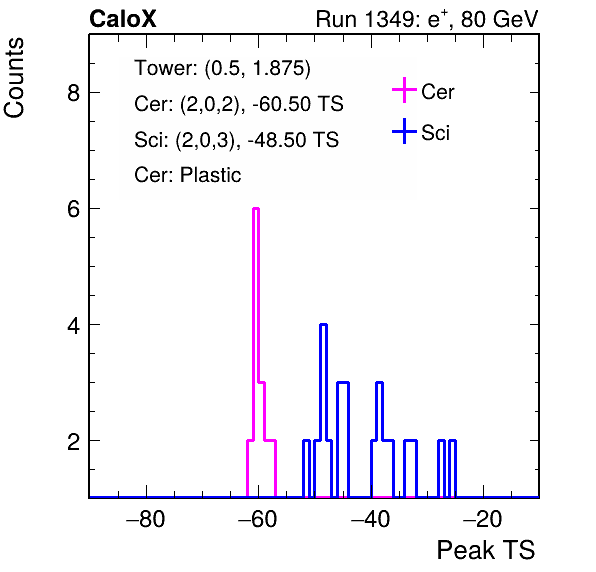 CaloX Run 1349: e⁺, 80 GeV
Counts
Tower: (0.5, 1.875)
Cer: (2,0,2), -60.50 TS
Sci: (2,0,3), -48.50 TS
Cer: Plastic
Cer
Sci
8
6
4
2
−80 −60 −40 −20
Peak TS